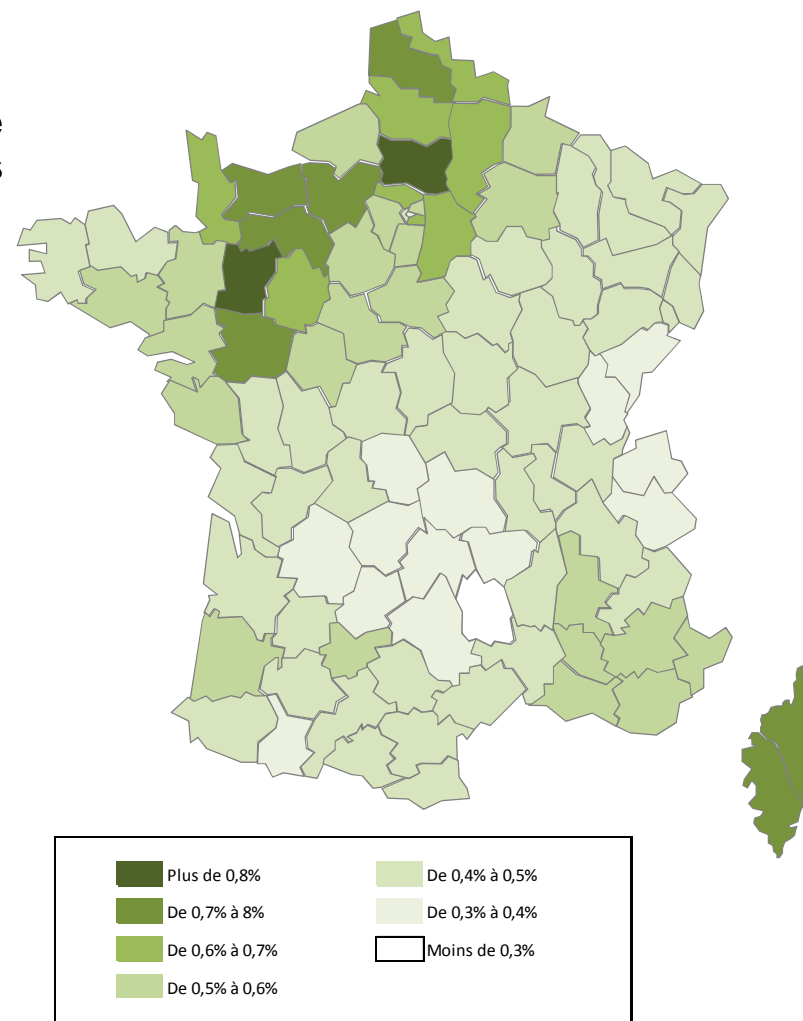 e
s
Plus de 0,8%
De 0,7% à 8%
De 0,6% à 0,7%
De 0,5% à 0,6%
De 0,4% à 0,5%
De 0,3% à 0,4%
Moins de 0,3%